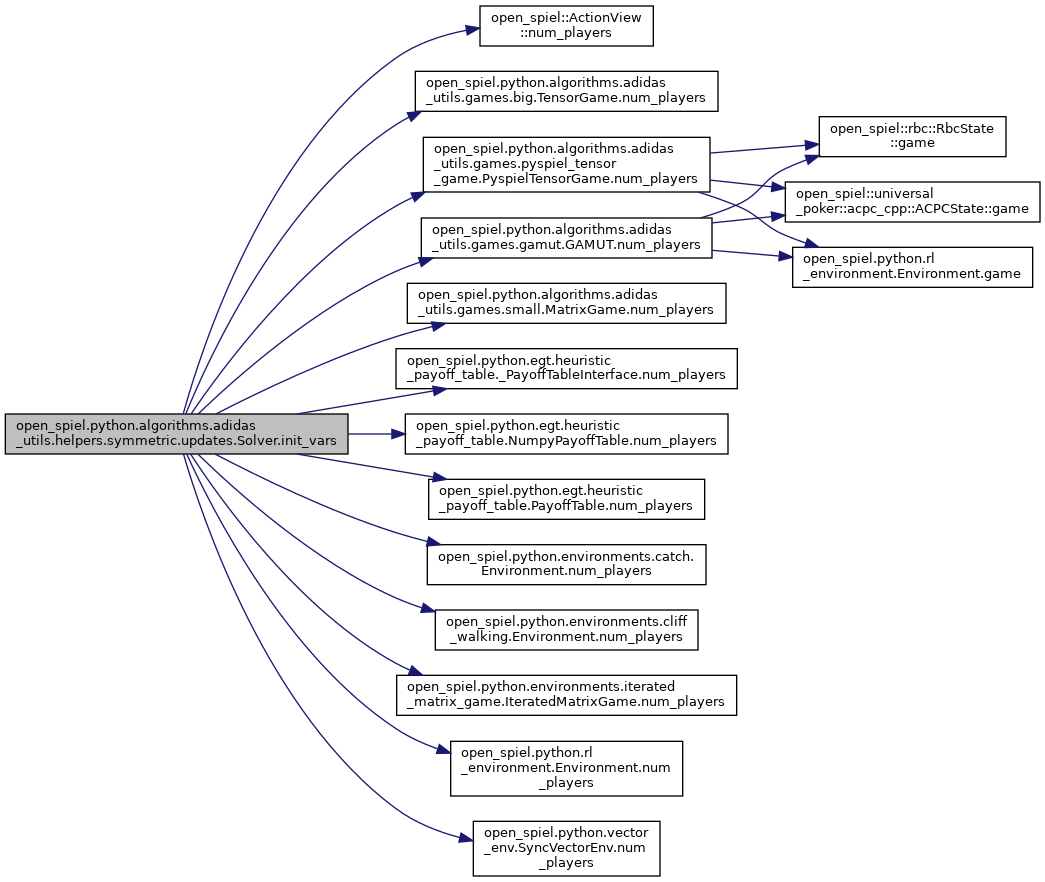 open_spiel::ActionView
::num_players
open_spiel.python.algorithms.adidas
_utils.games.big.TensorGame.num_players
open_spiel.python.algorithms.adidas
_utils.games.pyspiel_tensor
_game.PyspielTensorGame.num_players
open_spiel::rbc::RbcState
::game
open_spiel::universal
_poker::acpc_cpp::ACPCState::game
open_spiel.python.algorithms.adidas
_utils.games.gamut.GAMUT.num_players
open_spiel.python.rl
_environment.Environment.game
open_spiel.python.algorithms.adidas
_utils.games.small.MatrixGame.num_players
open_spiel.python.egt.heuristic
_payoff_table._PayoffTableInterface.num_players
open_spiel.python.algorithms.adidas
_utils.helpers.symmetric.updates.Solver.init_vars
open_spiel.python.egt.heuristic
_payoff_table.NumpyPayoffTable.num_players
open_spiel.python.egt.heuristic
_payoff_table.PayoffTable.num_players
open_spiel.python.environments.catch.
Environment.num_players
open_spiel.python.environments.cliff
_walking.Environment.num_players
open_spiel.python.environments.iterated
_matrix_game.IteratedMatrixGame.num_players
open_spiel.python.rl
_environment.Environment.num
_players
open_spiel.python.vector
_env.SyncVectorEnv.num
_players